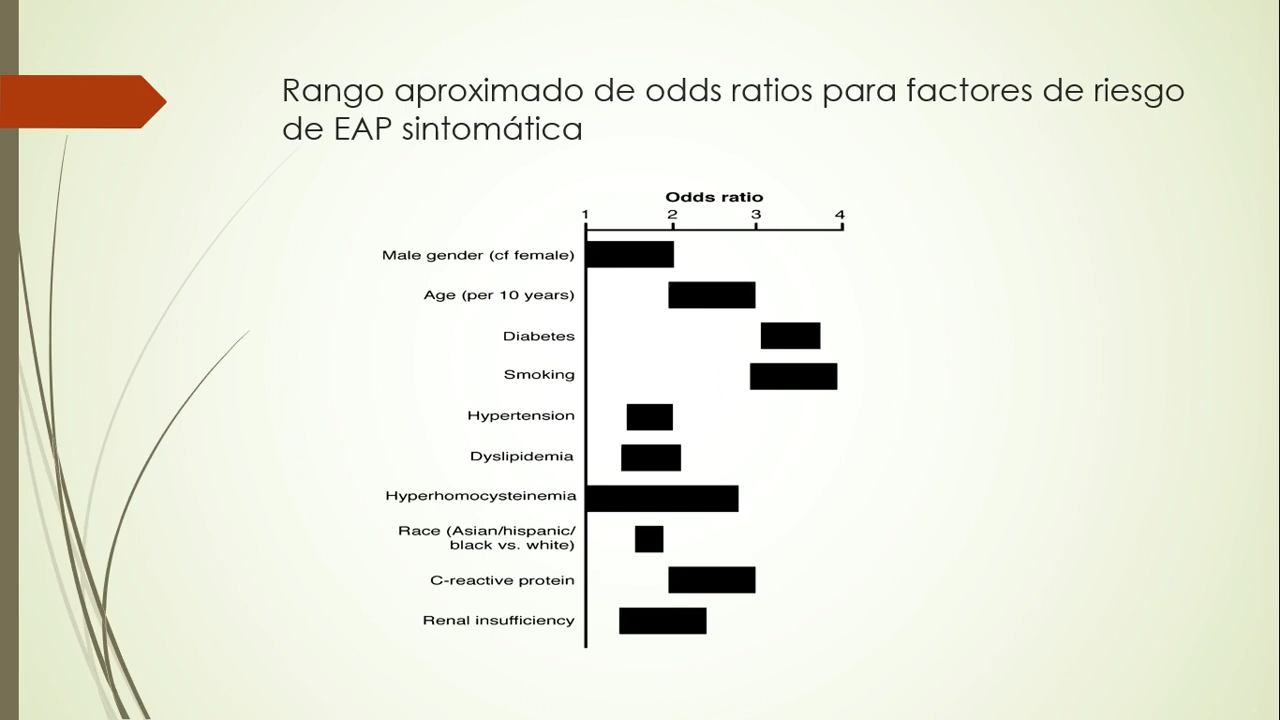 Rango aproximado de odds ratios para factores de riesgo
de EAP sintomática
Odds ratio
1 2 3 4
Male gender (cf female)
Age (per 10 years)
Diabetes
Smoking
Hypertension
Dyslipidemia
Hyperhomocysteinemia
Race (Asian/hispanic/
black vs. white)
C-reactive protein
Renal insufficiency